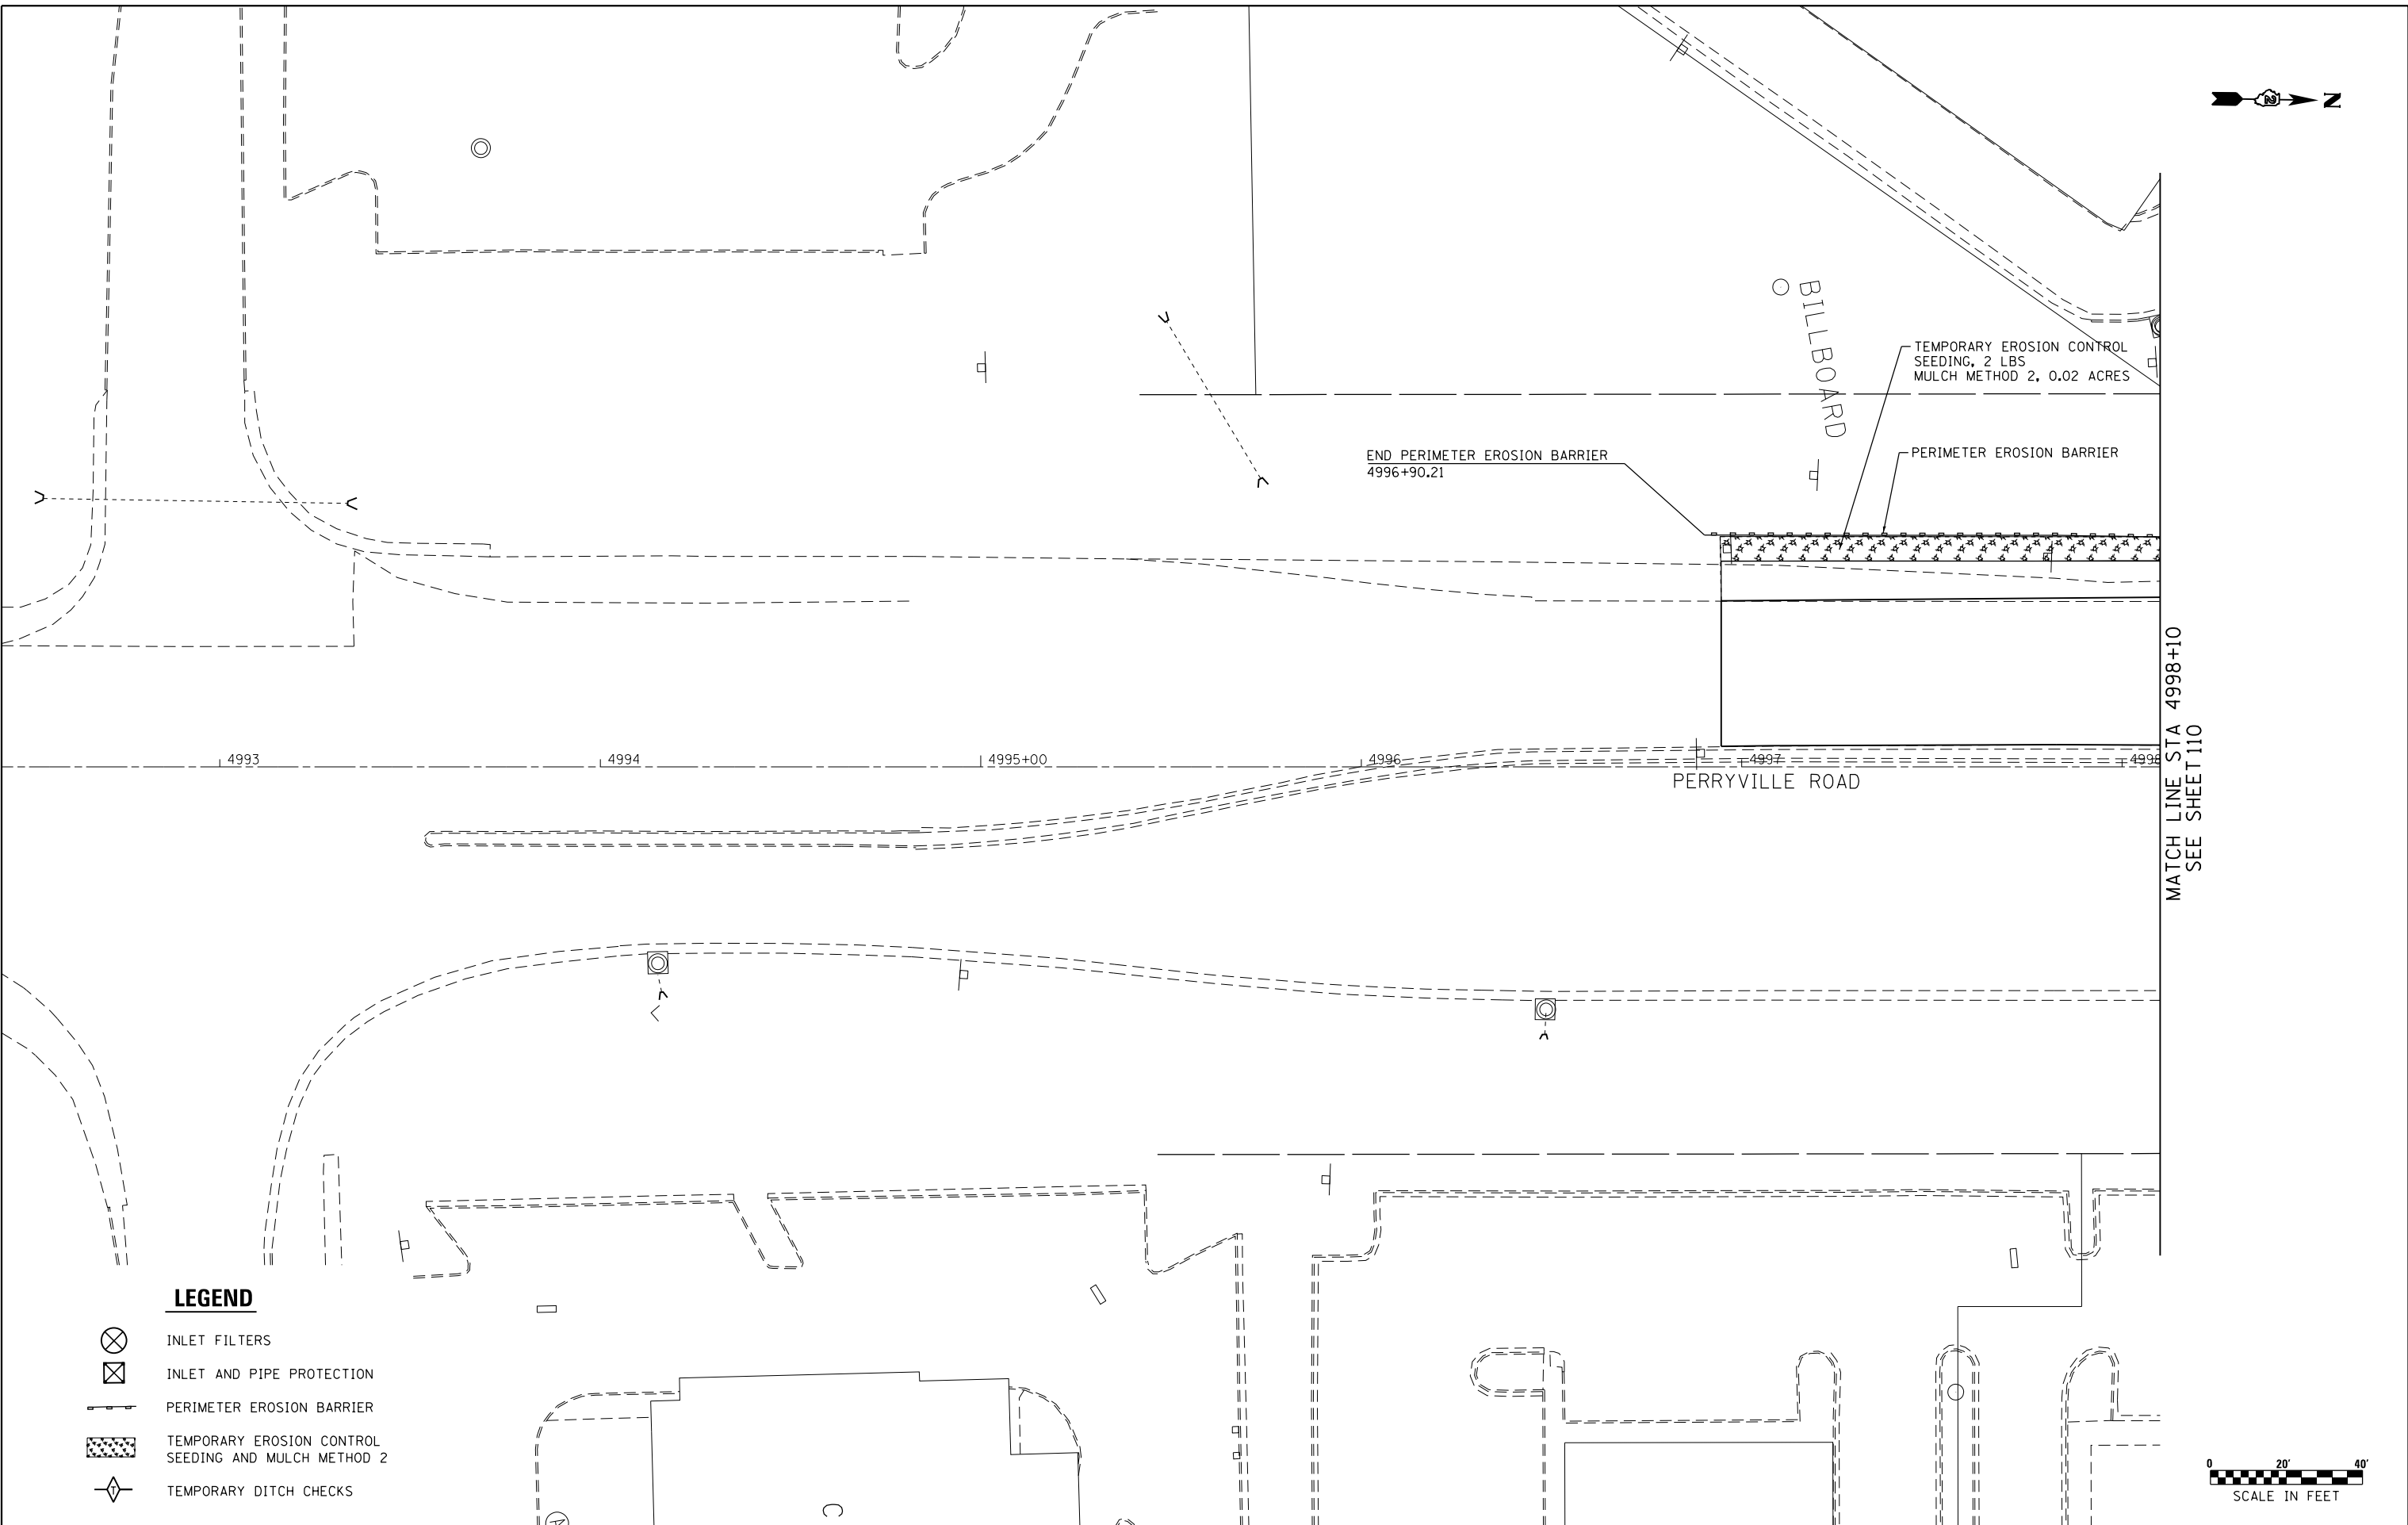 N
BILLBOARD
TEMPORARY EROSION CONTROL
SEEDING, 2 LBS
MULCH METHOD 2, 0.02 ACRES
END PERIMETER EROSION BARRIER
4996+90.21
PERIMETER EROSION BARRIER
4993
4994
4995+00
4996
4997
4998
PERRYVILLE ROAD
MATCH LINE STA 4998+10
SEE SHEET 110
LEGEND
INLET FILTERS
INLET AND PIPE PROTECTION
PERIMETER EROSION BARRIER
TEMPORARY EROSION CONTROL
SEEDING AND MULCH METHOD 2
T
TEMPORARY DITCH CHECKS
C
0 20' 40'
SCALE IN FEET